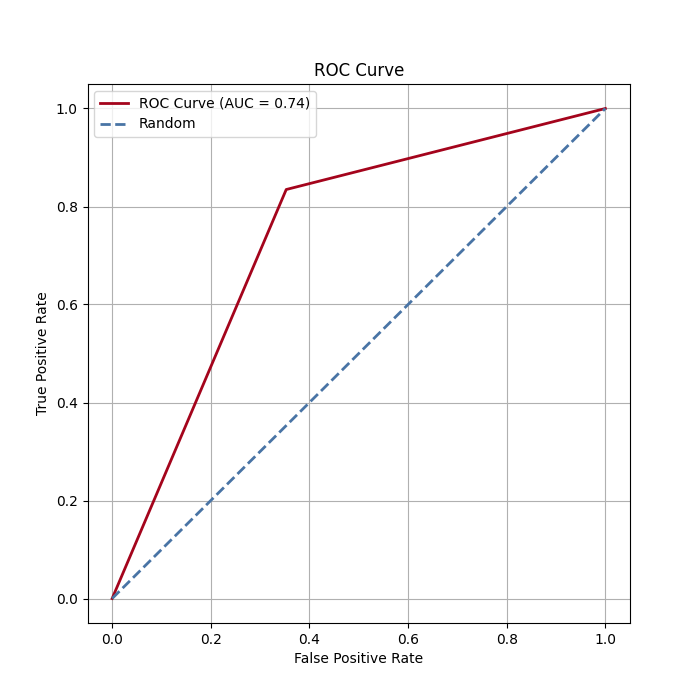 ROC Curve
ROC Curve (AUC = 0.74)
Random
True Positive Rate
1.0
0.8
0.6
0.4
0.2
0.0
0.0 0.2 0.4 0.6 0.8 1.0
False Positive Rate